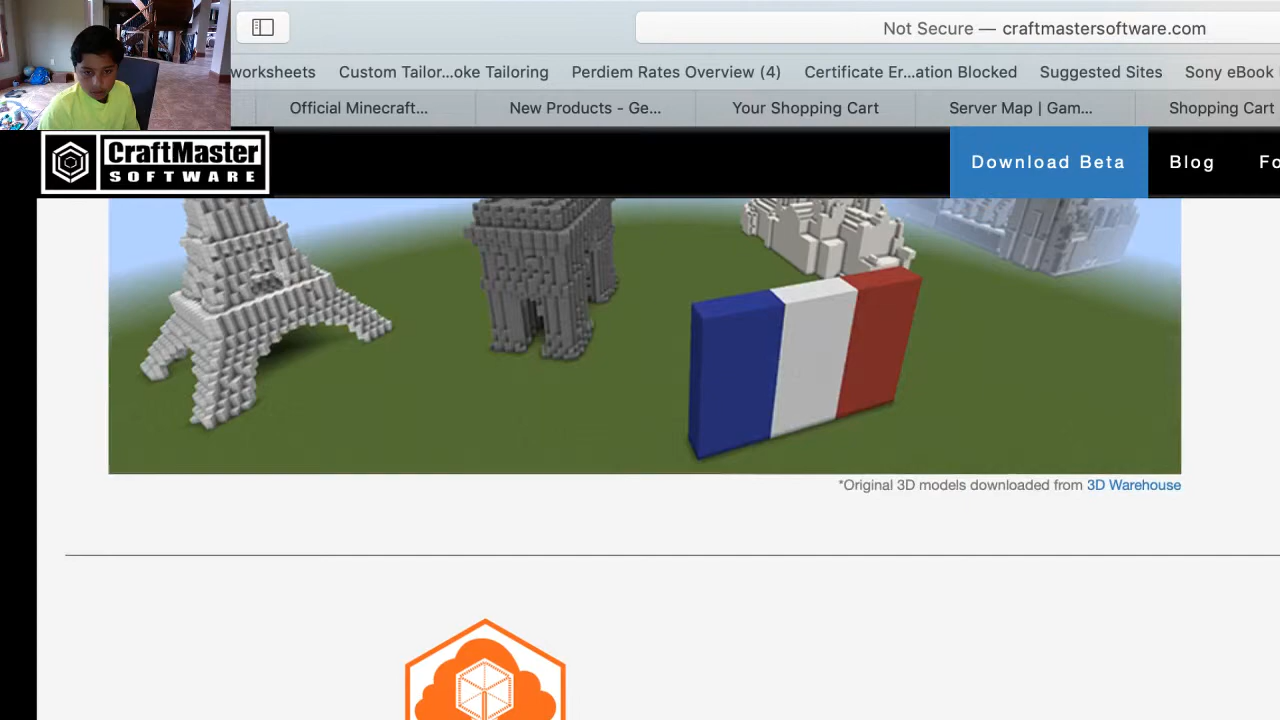 Not Secure — craftmastersoftware.com
worksheets Custom Tailor...oke Tailoring Perdiem Rates Overview (4) Certificate Er...ation Blocked Suggested Sites Sony eBook
Official Minecraft... New Products - Ge... Your Shopping Cart Server Map | Gam... Shopping Cart
CraftMaster
SOFTWARE
Download Beta Blog Fo
*Original 3D models downloaded from 3D Warehouse